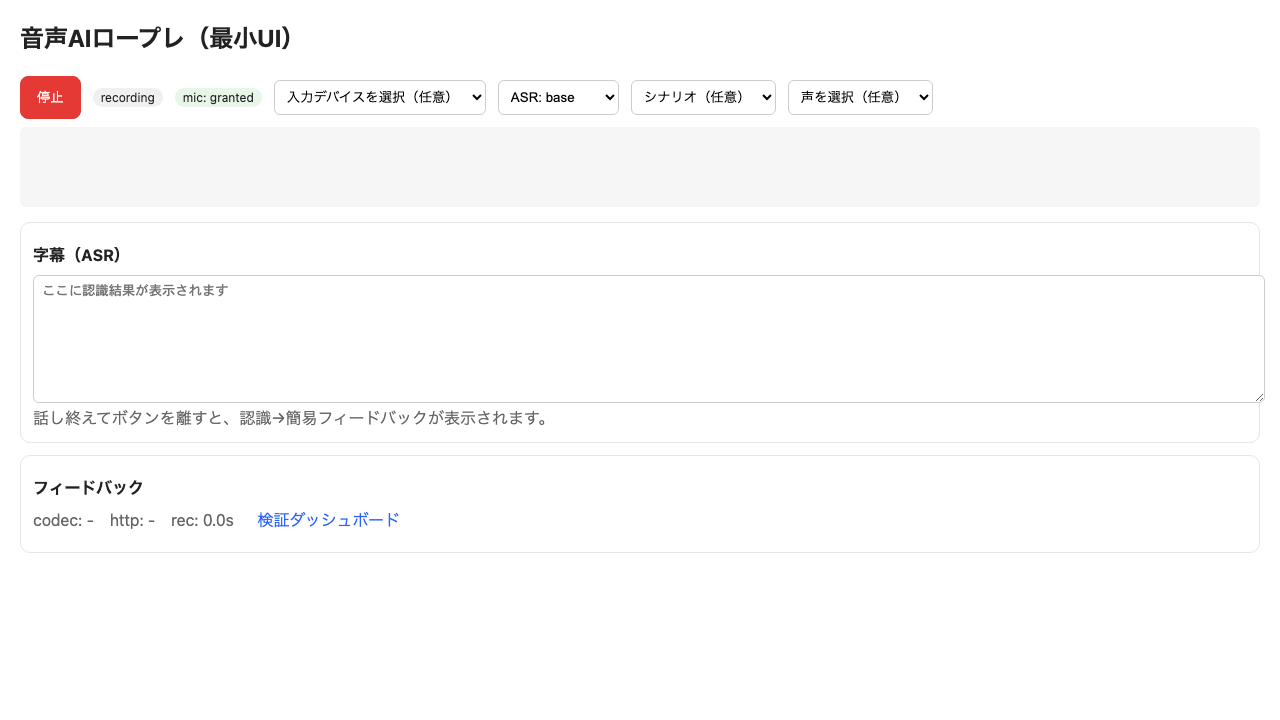 音声AIロープレ（最小UI）
停止 recording mic: granted 入力デバイスを選択（任意） ASR: base シナリオ（任意） 声を選択（任意）
字幕（ASR）
ここに認識結果が表示されます
話し終えてボタンを離すと、認識→簡易フィードバックが表示されます。
フィードバック
codec: - http: - rec: 0.0s 検証ダッシュボード